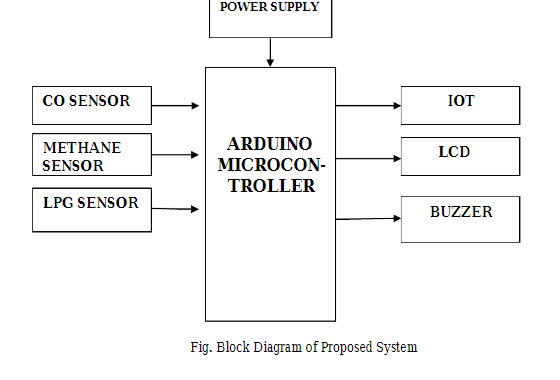 POWER SUPPLY
CO SENSOR
METHANE
SENSOR
LPG SENSOR
ARDUINO
MICROCON-
TROLLER
IOT
LCD
BUZZER
Fig. Block Diagram of Proposed System